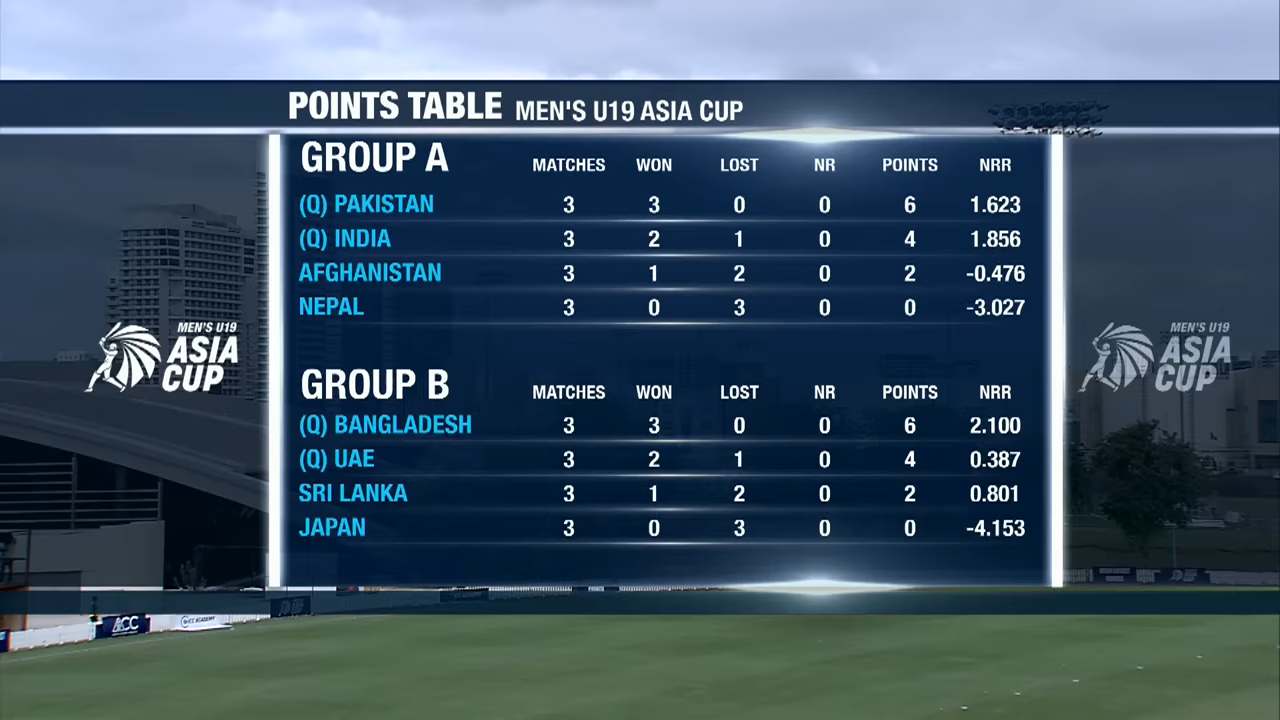 POINTS TABLE MEN'S U19 ASIA CUP
GROUP A MATCHES WON LOST NR POINTS NRR
(Q) PAKISTAN 3 3 0 0 6 1.623
(Q) INDIA 3 2 1 0 4 1.856
AFGHANISTAN 3 1 2 0 2 -0.476
NEPAL 3 0 3 0 0 -3.027
MEN'S U19
ASIA
CUP
MEN'S U19
ASIA
CUP
GROUP B MATCHES WON LOST NR POINTS NRR
(Q) BANGLADESH 3 3 0 0 6 2.100
(Q) UAE 3 2 1 0 4 0.387
SRI LANKA 3 1 2 0 2 0.801
JAPAN 3 0 3 0 0 -4.153
ACC
ICC ACADEMY